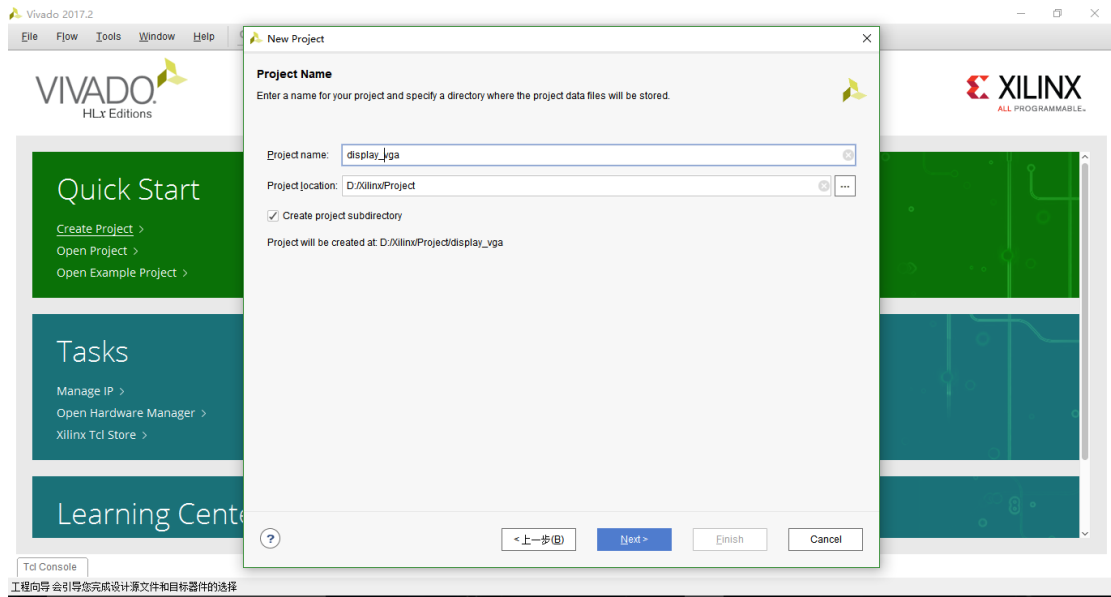 Vivado 2017.2
File Flow Tools Window Help
New Project
VIVADO.
HLx Editions
XILINX
ALL PROGRAMMABLE.
Project Name
Enter a name for your project and specify a directory where the project data files will be stored.
Project name: display_vga
Project location: D:/Xilinx/Project
...
Create project subdirectory
Project will be created at: D:/Xilinx/Project/display_vga
Quick Start
Create Project >
Open Project >
Open Example Project >
Tasks
Manage IP >
Open Hardware Manager >
Xilinx Tcl Store >
Learning Cente
? <上一步(B) Next > Finish Cancel
Tcl Console
工程向导 会引导您完成设计源文件和目标器件的选择